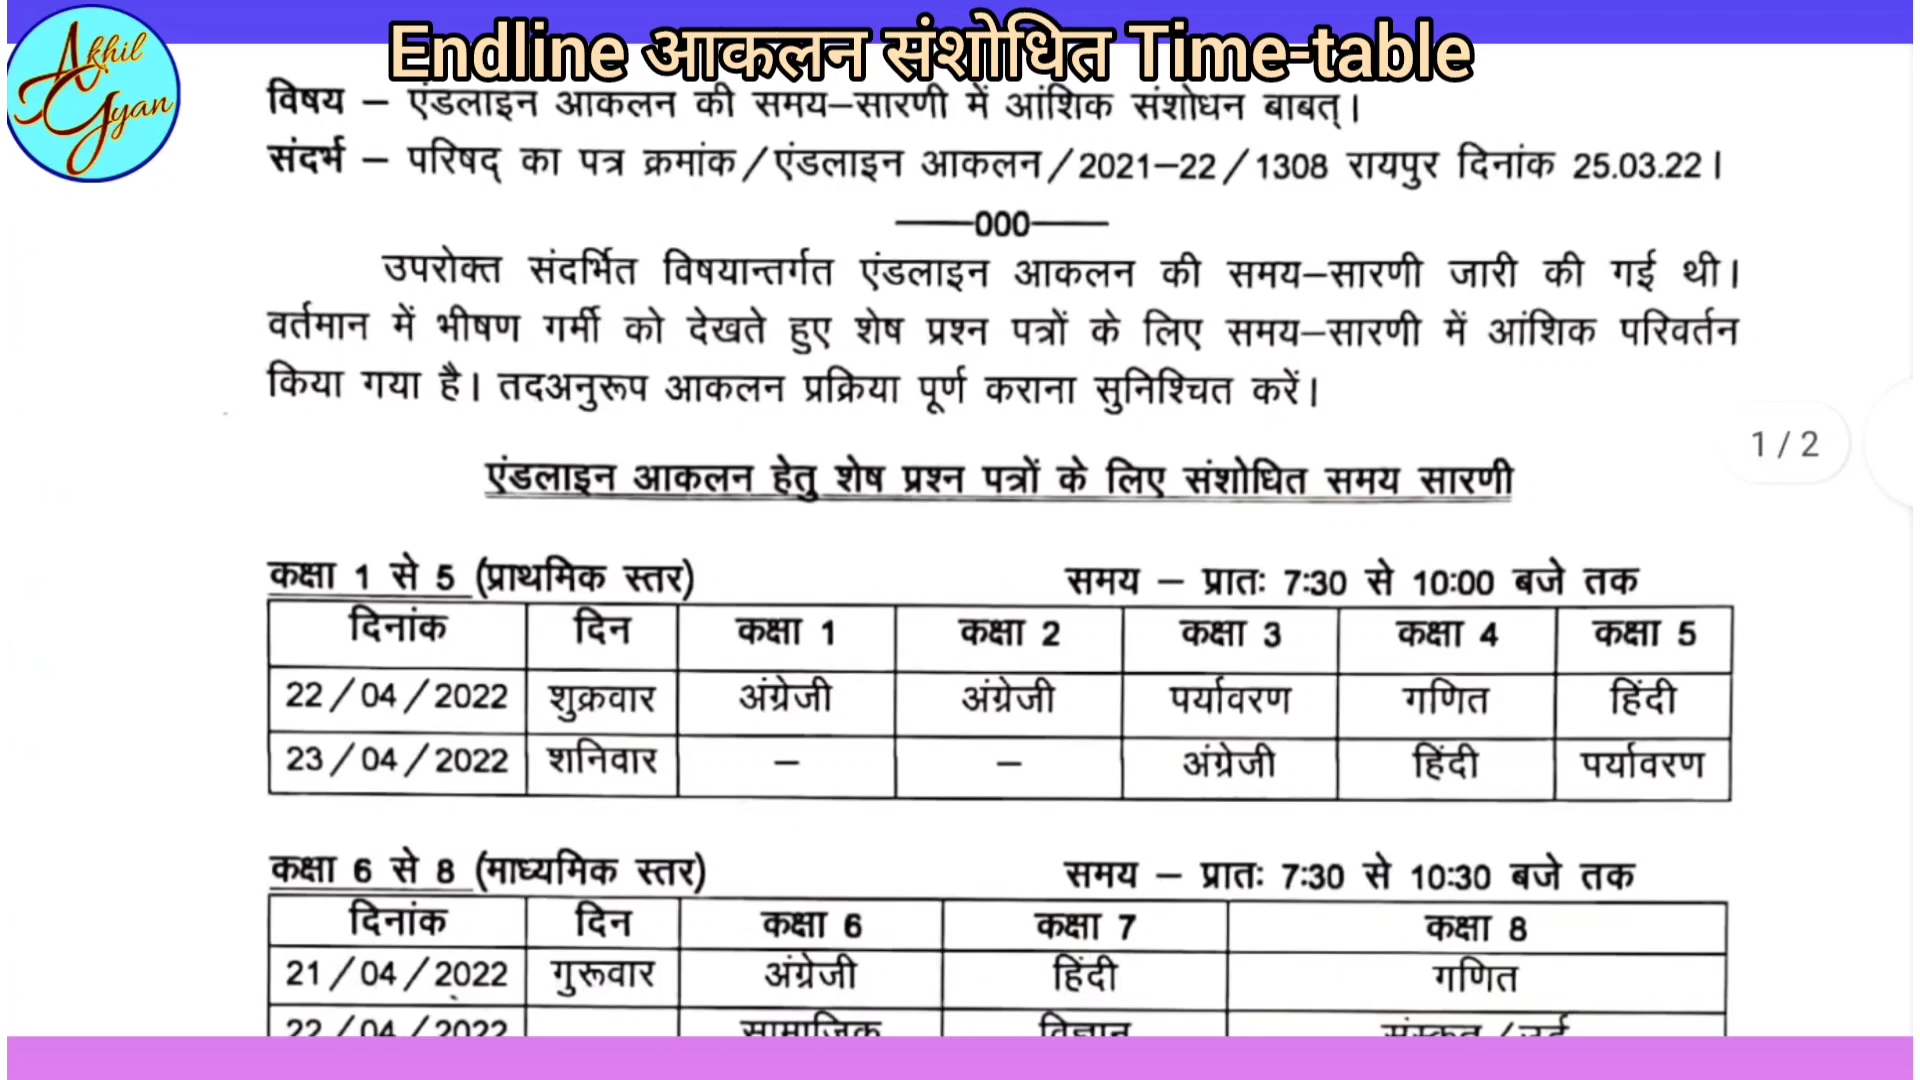 Akhil
Gyan
Endline आकलन संशोधित Time-table
विषय – एंडलाइन आकलन की समय–सारणी में आंशिक संशोधन बाबत्।
संदर्भ – परिषद् का पत्र क्रमांक/एंडलाइन आकलन/2021–22/1308 रायपुर दिनांक 25.03.22।
——000——
उपरोक्त संदर्भित विषयान्तर्गत एंडलाइन आकलन की समय–सारणी जारी की गई थी।
वर्तमान में भीषण गर्मी को देखते हुए शेष प्रश्न पत्रों के लिए समय–सारणी में आंशिक परिवर्तन
किया गया है। तदअनुरूप आकलन प्रक्रिया पूर्ण कराना सुनिश्चित करें।
1 / 2
एंडलाइन आकलन हेतु शेष प्रश्न पत्रों के लिए संशोधित समय सारणी
कक्षा 1 से 5 (प्राथमिक स्तर) समय – प्रातः 7:30 से 10:00 बजे तक
दिनांक दिन कक्षा 1 कक्षा 2 कक्षा 3 कक्षा 4 कक्षा 5
22/04/2022 शुक्रवार अंग्रेजी अंग्रेजी पर्यावरण गणित हिंदी
23/04/2022 शनिवार – – अंग्रेजी हिंदी पर्यावरण
कक्षा 6 से 8 (माध्यमिक स्तर) समय – प्रातः 7:30 से 10:30 बजे तक
दिनांक दिन कक्षा 6 कक्षा 7 कक्षा 8
21/04/2022 गुरूवार अंग्रेजी हिंदी गणित
22/04/2022 सामाजिक विज्ञान संस्कृत/उर्दू